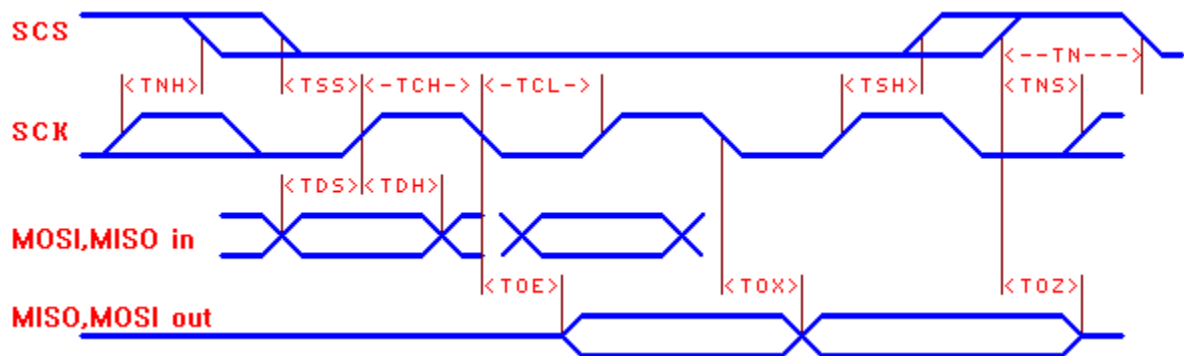 SCS
<--TN--->
<TNH> <TSS> <-TCH-> <-TCL-> <TSH> <TNS>
SCK
<TDS> <TDH>
MOSI,MISO in
<TOE> <TOX> <TOZ>
MISO,MOSI out